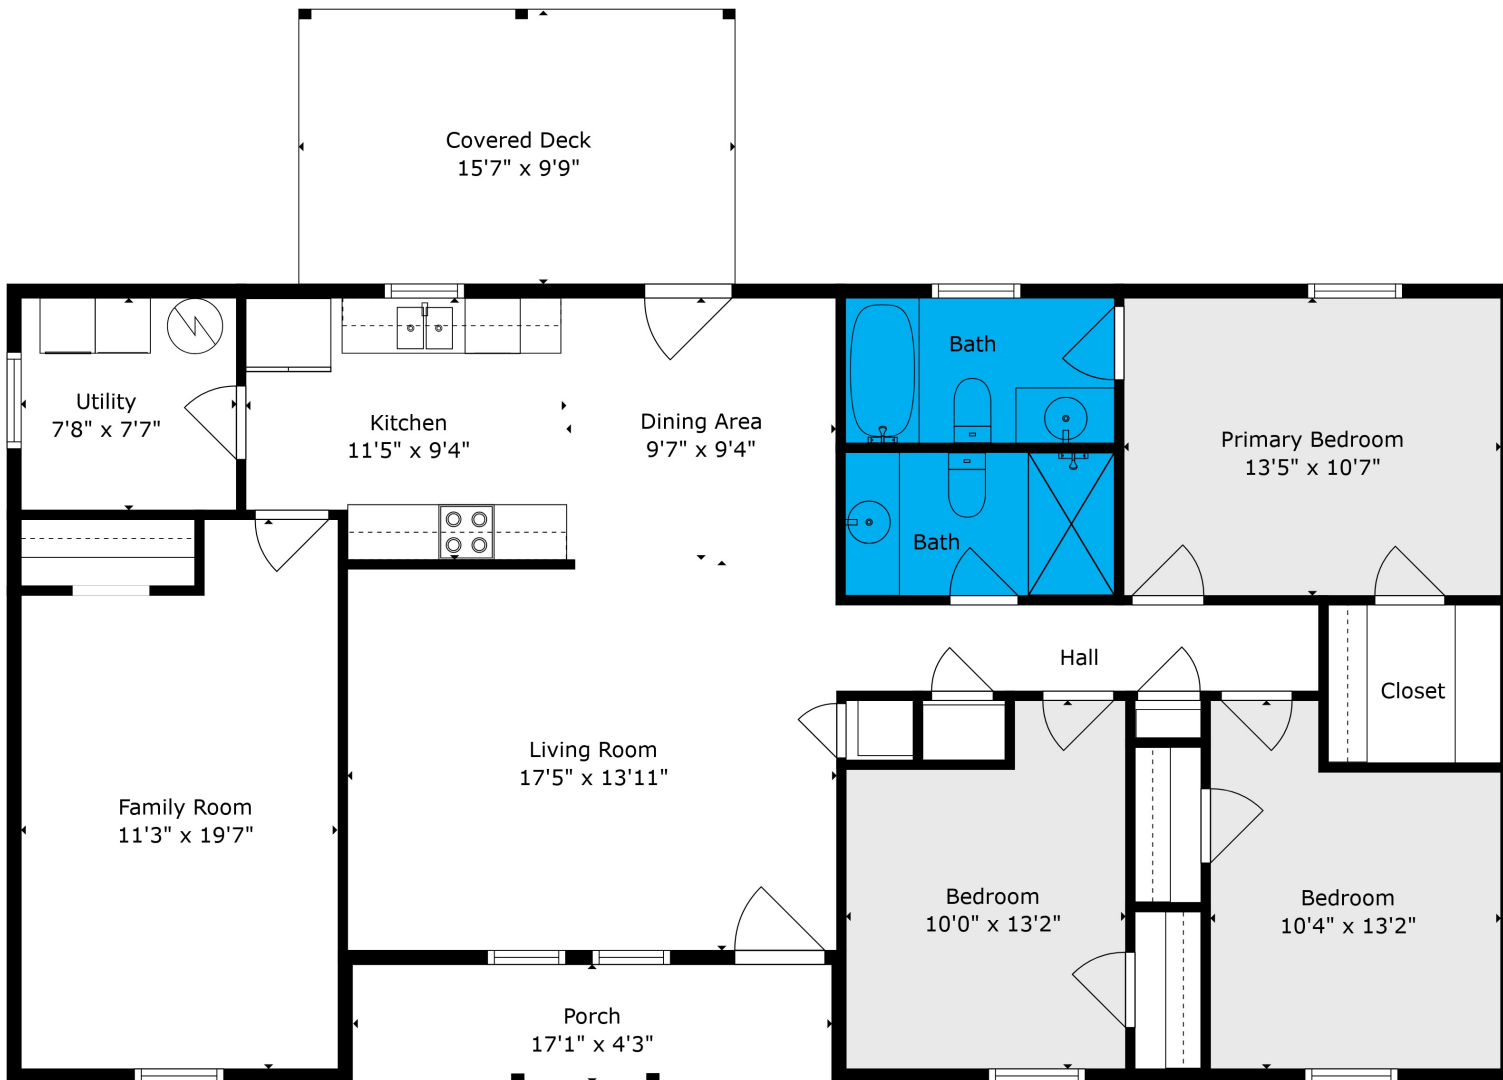 Covered Deck
15'7" x 9'9"
Utility
7'8" x 7'7"
Kitchen
11'5" x 9'4"
Dining Area
9'7" x 9'4"
Bath
Bath
Primary Bedroom
13'5" x 10'7"
Hall
Closet
Living Room
17'5" x 13'11"
Family Room
11'3" x 19'7"
Bedroom
10'0" x 13'2"
Bedroom
10'4" x 13'2"
Porch
17'1" x 4'3"